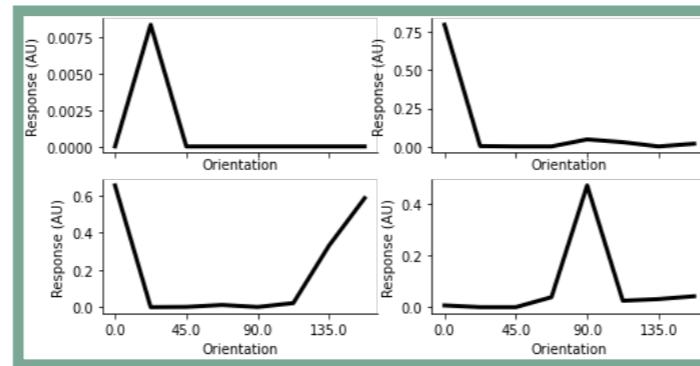 Response (AU)
0.0075
0.0050
0.0025
0.0000
Orientation
Response (AU)
0.75
0.50
0.25
0.00
Orientation
Response (AU)
0.6
0.4
0.2
0.0
0.0 45.0 90.0 135.0
Orientation
Response (AU)
0.4
0.2
0.0
0.0 45.0 90.0 135.0
Orientation